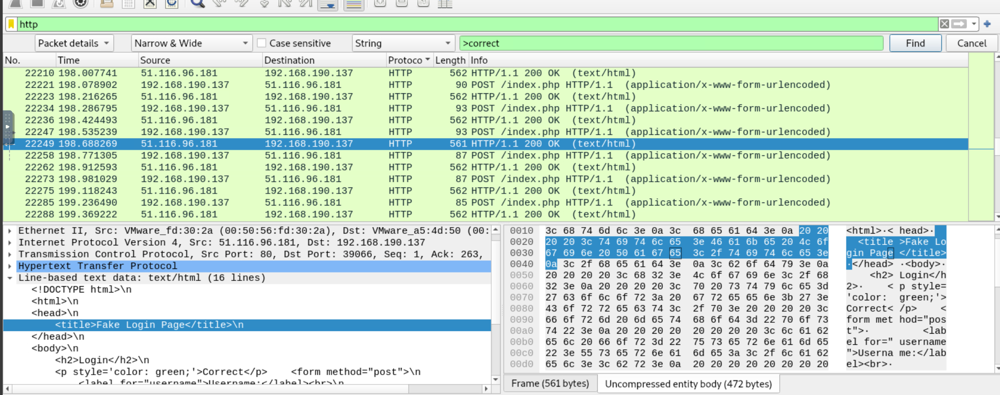 http
Packet details Narrow & Wide Case sensitive String >correct Find Cancel
No. Time Source Destination Protoco Length Info
22210 198.007741 51.116.96.181 192.168.190.137 HTTP 562 HTTP/1.1 200 OK (text/html)
22221 198.078902 192.168.190.137 51.116.96.181 HTTP 90 POST /index.php HTTP/1.1 (application/x-www-form-urlencoded)
22223 198.216265 51.116.96.181 192.168.190.137 HTTP 562 HTTP/1.1 200 OK (text/html)
22234 198.286795 192.168.190.137 51.116.96.181 HTTP 93 POST /index.php HTTP/1.1 (application/x-www-form-urlencoded)
22236 198.424493 51.116.96.181 192.168.190.137 HTTP 562 HTTP/1.1 200 OK (text/html)
22247 198.535239 192.168.190.137 51.116.96.181 HTTP 93 POST /index.php HTTP/1.1 (application/x-www-form-urlencoded)
22249 198.688269 51.116.96.181 192.168.190.137 HTTP 561 HTTP/1.1 200 OK (text/html)
22258 198.771305 192.168.190.137 51.116.96.181 HTTP 87 POST /index.php HTTP/1.1 (application/x-www-form-urlencoded)
22262 198.912593 51.116.96.181 192.168.190.137 HTTP 562 HTTP/1.1 200 OK (text/html)
22273 198.981029 192.168.190.137 51.116.96.181 HTTP 87 POST /index.php HTTP/1.1 (application/x-www-form-urlencoded)
22275 199.118243 51.116.96.181 192.168.190.137 HTTP 562 HTTP/1.1 200 OK (text/html)
22285 199.236490 192.168.190.137 51.116.96.181 HTTP 85 POST /index.php HTTP/1.1 (application/x-www-form-urlencoded)
22288 199.369222 51.116.96.181 192.168.190.137 HTTP 562 HTTP/1.1 200 OK (text/html)
Ethernet II, Src: VMware_fd:30:2a (00:50:56:fd:30:2a), Dst: VMware_a5:4d:50 (00:
Internet Protocol Version 4, Src: 51.116.96.181, Dst: 192.168.190.137
Transmission Control Protocol, Src Port: 80, Dst Port: 39066, Seq: 1, Ack: 263,
Hypertext Transfer Protocol
Line-based text data: text/html (16 lines)
<!DOCTYPE html>\n
<html>\n
<head>\n
<title>Fake Login Page</title>\n
</head>\n
<body>\n
<h2>Login</h2>\n
<p style='color: green;'>Correct</p>    <form method="post">\n
<label for="username">Username:</label><br>\n
0010 3c 68 74 6d 6c 3e 0a 3c 68 65 61 64 3e 0a 20 20 <html>·< head>·
0020 20 20 3c 74 69 74 6c 65 3e 46 61 6b 65 20 4c 6f <title >Fake Lo
0030 67 69 6e 20 50 61 67 65 3c 2f 74 69 74 6c 65 3e gin Page </title>
0040 0a 3c 2f 68 65 61 64 3e 0a 3c 62 6f 64 79 3e 0a ·</head> ·<body>·
0050 20 20 20 20 3c 68 32 3e 4c 6f 67 69 6e 3c 2f 68 <h2> Login</h
0060 32 3e 0a 20 20 20 20 3c 70 20 73 74 79 6c 65 3d 2>· < p style=
0070 27 63 6f 6c 6f 72 3a 20 67 72 65 65 6e 3b 27 3e 'color: green;'>
0080 43 6f 72 72 65 63 74 3c 2f 70 3e 20 20 20 20 3c Correct< /p> <
0090 66 6f 72 6d 20 6d 65 74 68 6f 64 3d 22 70 6f 73 form met hod="pos
00a0 74 22 3e 0a 20 20 20 20 20 20 20 20 3c 6c 61 62 t">· <lab
00b0 65 6c 20 66 6f 72 3d 22 75 73 65 72 6e 61 6d 65 el for=" username
00c0 22 3e 55 73 65 72 6e 61 6d 65 3a 3c 2f 6c 61 62 ">Userna me:</lab
00d0 65 6c 3e 3c 62 72 3e 0a 20 20 20 20 20 20 20 20 el><br>·
Frame (561 bytes) Uncompressed entity body (472 bytes)